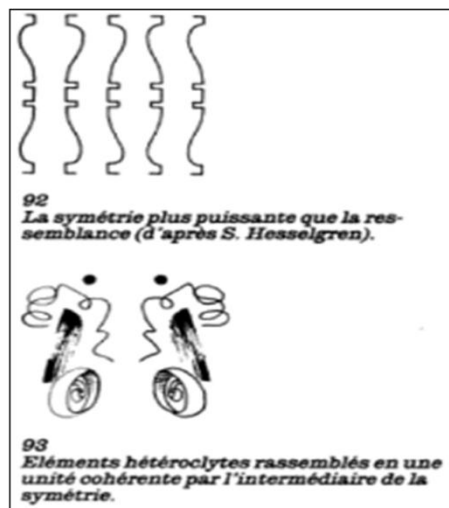 92
La symétrie plus puissante que la res-
semblance (d'après S. Hesselgren).
93
Eléments hétéroclytes rassemblés en une
unité cohérente par l'intermédiaire de la
symétrie.